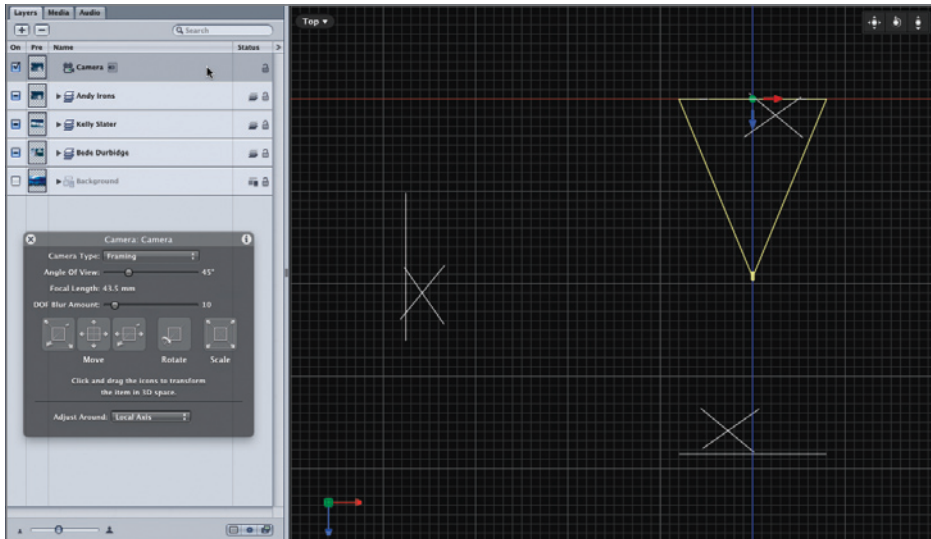 Layers Media Audio
Search
On Pre Name Status
Camera
Andy Irons
Kelly Slater
Bede Durbidge
Background
Camera: Camera
Camera Type: Framing
Angle Of View: 45°
Focal Length: 43.5 mm
DOF Blur Amount: 10
Move Rotate Scale
Click and drag the icons to transform
the item in 3D space.
Adjust Around: Local Axis
Top